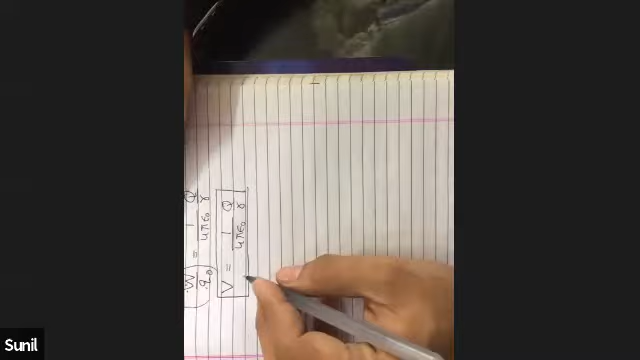 (W/q₀) = 1/4πε₀ Q/r
V = 1/4πε₀ Q/r
Sunil